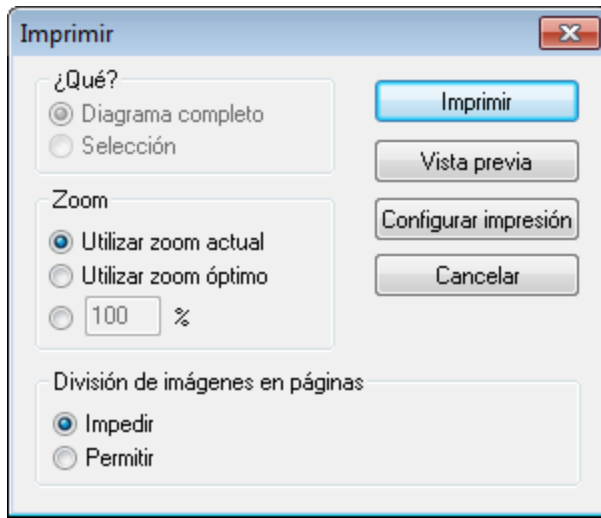 Imprimir
¿Qué?
Diagrama completo
Selección
Zoom
Utilizar zoom actual
Utilizar zoom óptimo
100 %
División de imágenes en páginas
Impedir
Permitir
Imprimir
Vista previa
Configurar impresión
Cancelar